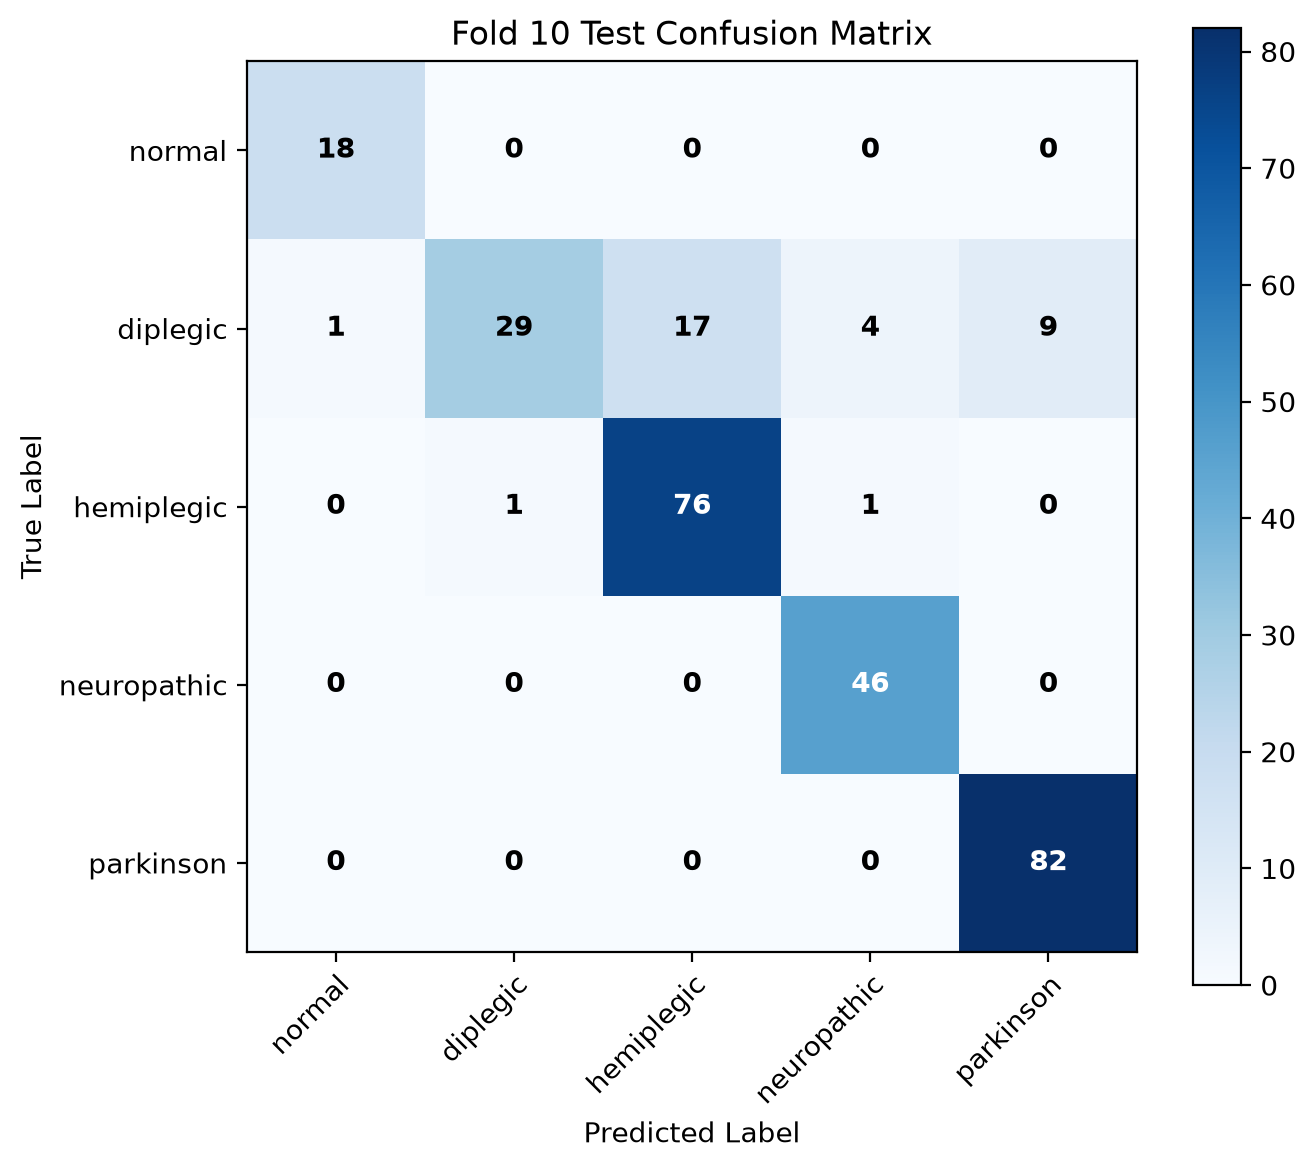 Fold 10 Test Confusion Matrix
True Label
normal 18 0 0 0 0
diplegic 1 29 17 4 9
hemiplegic 0 1 76 1 0
neuropathic 0 0 0 46 0
parkinson 0 0 0 0 82
normal diplegic hemiplegic neuropathic parkinson
Predicted Label
80
70
60
50
40
30
20
10
0